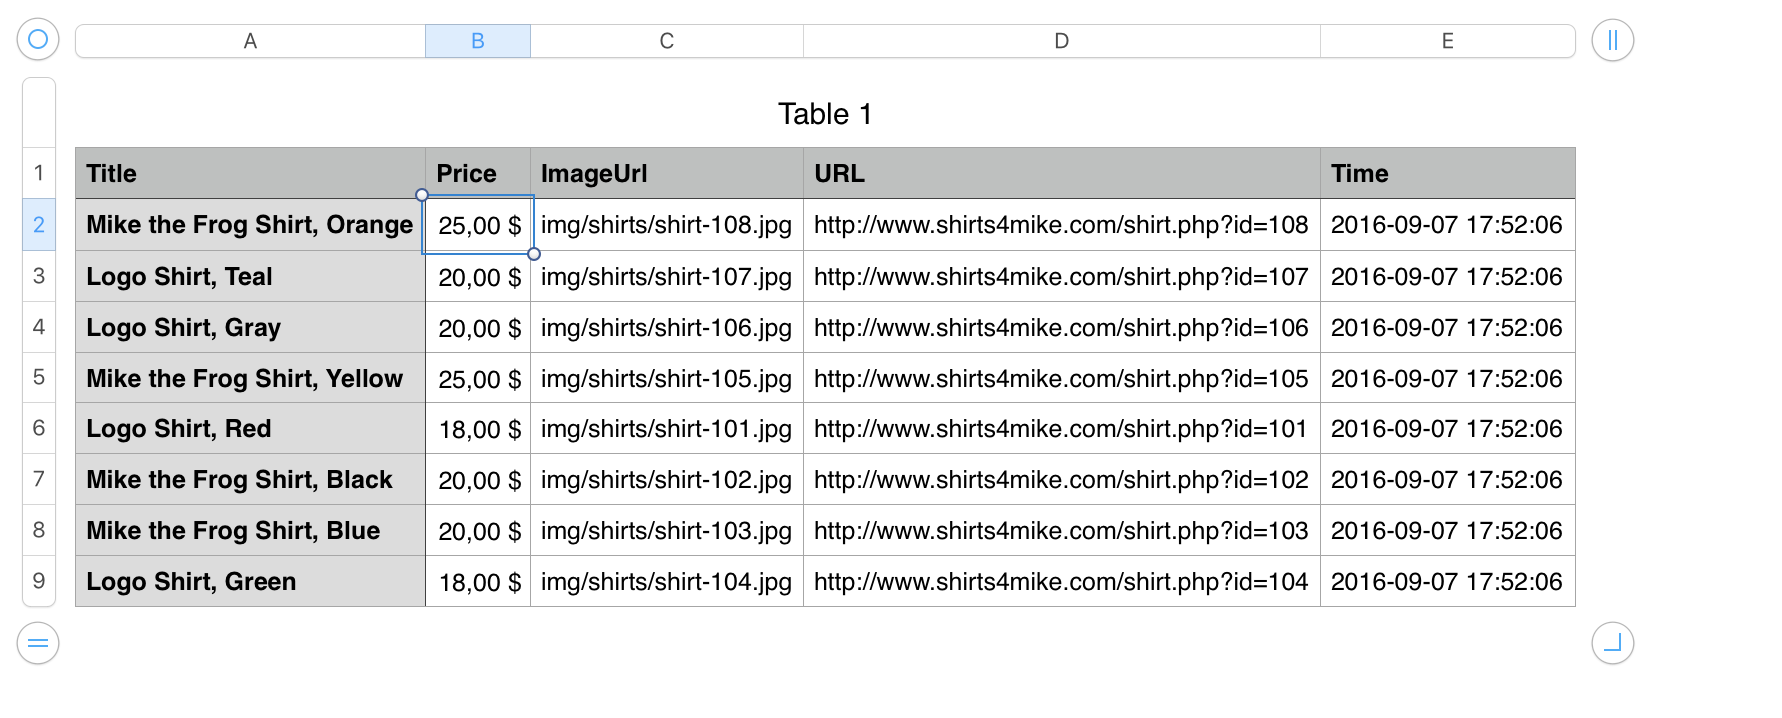 A B C D E
Table 1
1 Title Price ImageUrl URL Time
2 Mike the Frog Shirt, Orange 25,00 $ img/shirts/shirt-108.jpg http://www.shirts4mike.com/shirt.php?id=108 2016-09-07 17:52:06
3 Logo Shirt, Teal 20,00 $ img/shirts/shirt-107.jpg http://www.shirts4mike.com/shirt.php?id=107 2016-09-07 17:52:06
4 Logo Shirt, Gray 20,00 $ img/shirts/shirt-106.jpg http://www.shirts4mike.com/shirt.php?id=106 2016-09-07 17:52:06
5 Mike the Frog Shirt, Yellow 25,00 $ img/shirts/shirt-105.jpg http://www.shirts4mike.com/shirt.php?id=105 2016-09-07 17:52:06
6 Logo Shirt, Red 18,00 $ img/shirts/shirt-101.jpg http://www.shirts4mike.com/shirt.php?id=101 2016-09-07 17:52:06
7 Mike the Frog Shirt, Black 20,00 $ img/shirts/shirt-102.jpg http://www.shirts4mike.com/shirt.php?id=102 2016-09-07 17:52:06
8 Mike the Frog Shirt, Blue 20,00 $ img/shirts/shirt-103.jpg http://www.shirts4mike.com/shirt.php?id=103 2016-09-07 17:52:06
9 Logo Shirt, Green 18,00 $ img/shirts/shirt-104.jpg http://www.shirts4mike.com/shirt.php?id=104 2016-09-07 17:52:06